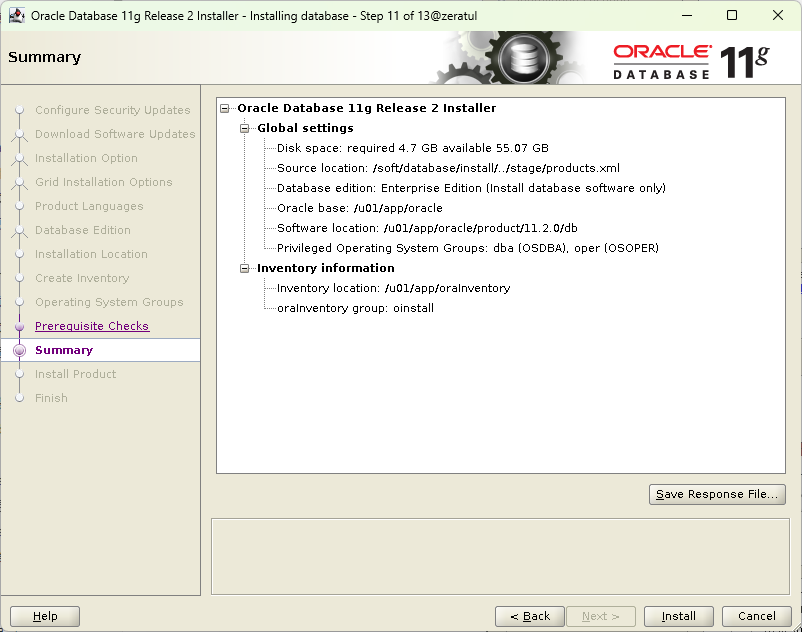 Oracle Database 11g Release 2 Installer - Installing database - Step 11 of 13@zeratul
Summary
ORACLE
DATABASE 11g
Configure Security Updates
Download Software Updates
Installation Option
Grid Installation Options
Product Languages
Database Edition
Installation Location
Create Inventory
Operating System Groups
Prerequisite Checks
Summary
Install Product
Finish
Oracle Database 11g Release 2 Installer
Global settings
Disk space: required 4.7 GB available 55.07 GB
Source location: /soft/database/install/../stage/products.xml
Database edition: Enterprise Edition (Install database software only)
Oracle base: /u01/app/oracle
Software location: /u01/app/oracle/product/11.2.0/db
Privileged Operating System Groups: dba (OSDBA), oper (OSOPER)
Inventory information
Inventory location: /u01/app/oraInventory
oraInventory group: oinstall
Save Response File...
Help
< Back
Next >
Install
Cancel